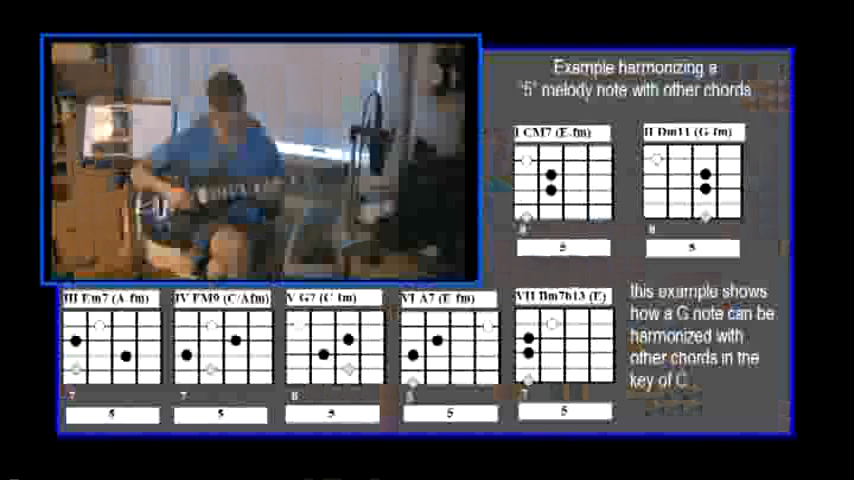 Example harmonizing a
"5" melody note with other chords
I CM7 (E-fm)
II Dm11 (G-fm)
8
8
5
5
III Em7 (A-fm)
IV FM9 (C/Afm)
V G7 (C-fm)
VI A7 (E-fm)
VII Bm7b13 (E)
this example shows
how a G note can be
harmonized with
other chords in the
key of C
7
7
8
5
7
5
5
5
5
5